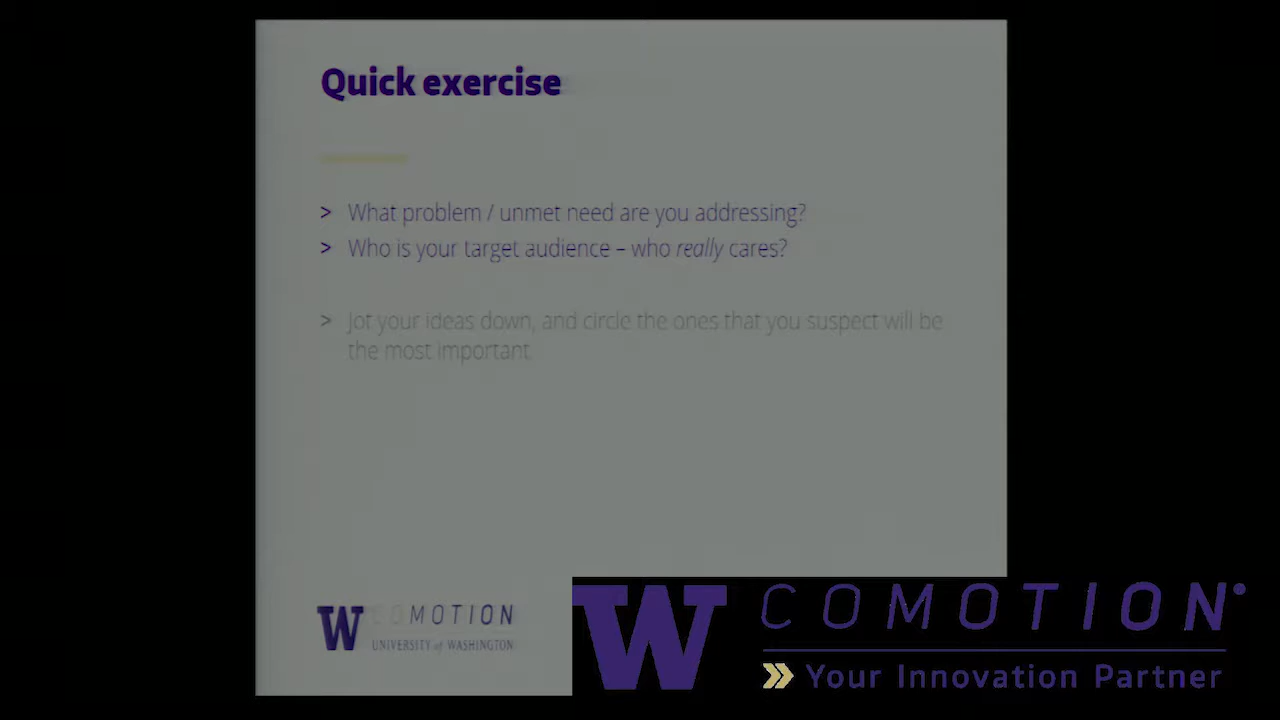 Quick exercise
> What problem / unmet need are you addressing?
> Who is your target audience – who really cares?
> Jot your ideas down, and circle the ones that you suspect will be
the most important
W COMOTION
UNIVERSITY of WASHINGTON
W COMOTION
Your Innovation Partner